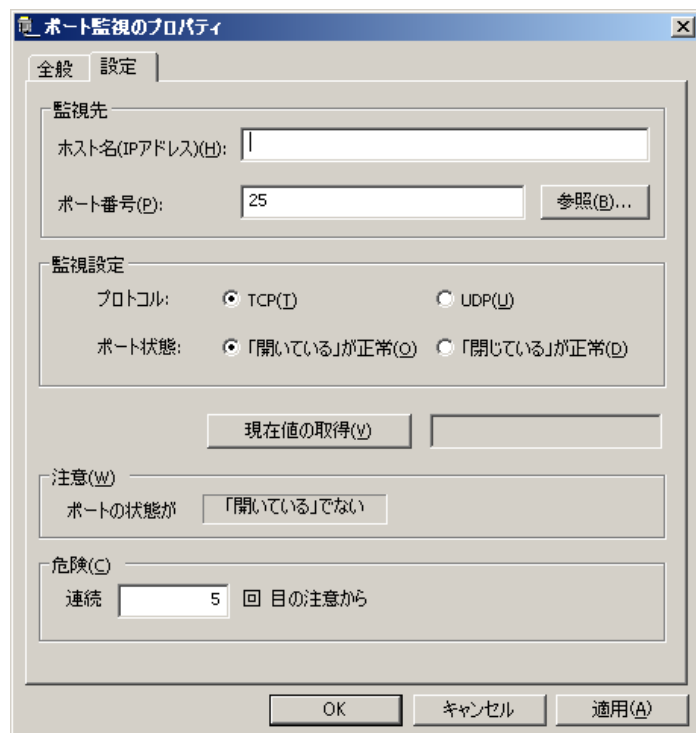 ポート監視のプロパティ
全般 設定
監視先
ホスト名(IPアドレス)(H):
ポート番号(P): 25 参照(B)...
監視設定
プロトコル: TCP(T) UDP(U)
ポート状態: 「開いている」が正常(O) 「閉じている」が正常(D)
現在値の取得(V)
注意(W)
ポートの状態が 「開いている」でない
危険(C)
連続 5 回 目の注意から
OK キャンセル 適用(A)